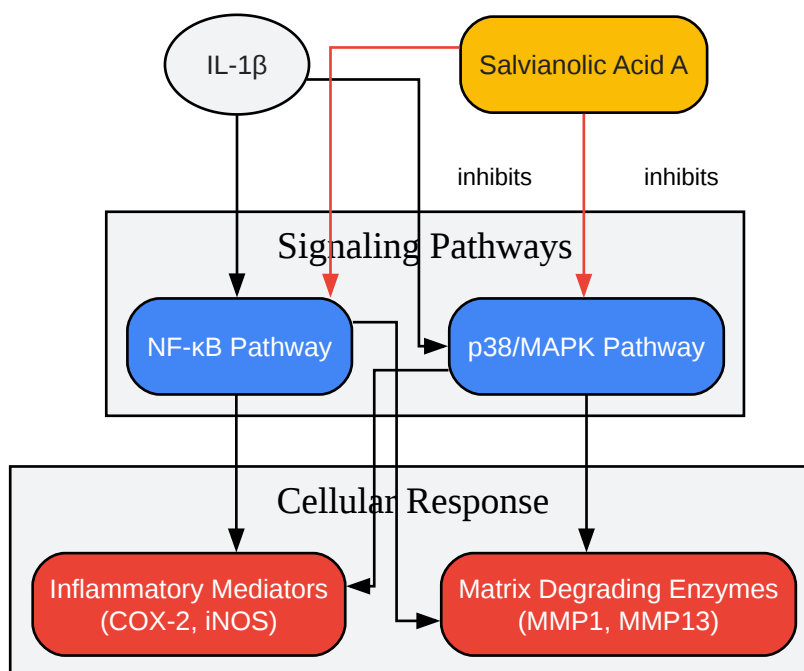 IL-1β
Salvianolic Acid A
inhibits
inhibits
Signaling Pathways
NF-κB Pathway
p38/MAPK Pathway
Cellular Response
Inflammatory Mediators
(COX-2, iNOS)
Matrix Degrading Enzymes
(MMP1, MMP13)